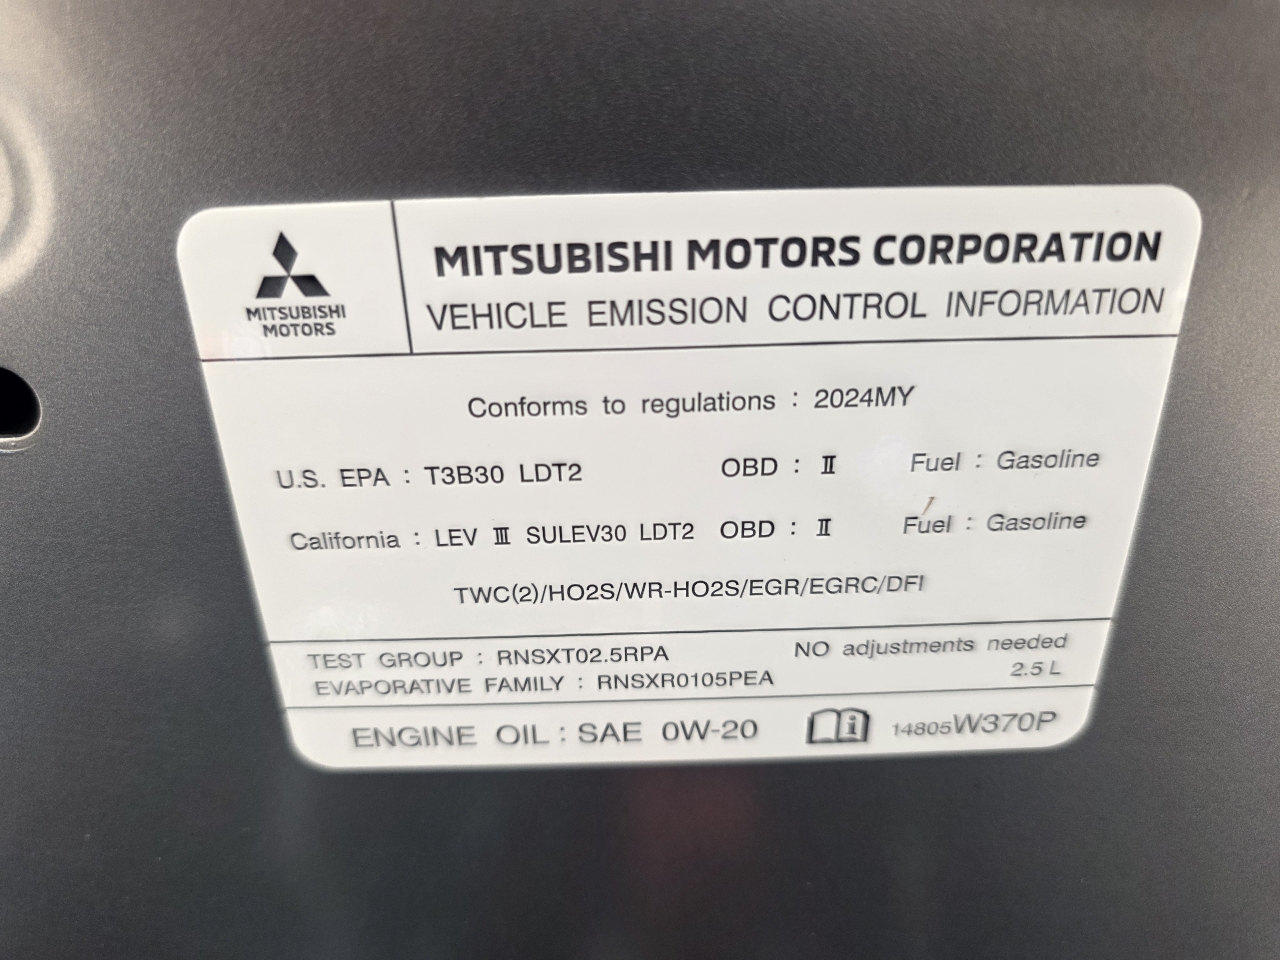 MITSUBISHI
MOTORS
MITSUBISHI MOTORS CORPORATION
VEHICLE EMISSION CONTROL INFORMATION
Conforms to regulations : 2024MY
U.S. EPA : T3B30 LDT2 OBD : Ⅱ Fuel : Gasoline
California : LEV Ⅲ SULEV30 LDT2 OBD : Ⅱ Fuel : Gasoline
TWC(2)/HO2S/WR-HO2S/EGR/EGRC/DFI
TEST GROUP : RNSXT02.5RPA NO adjustments needed
EVAPORATIVE FAMILY : RNSXR0105PEA 2.5 L
ENGINE OIL : SAE 0W-20 i 14805W370P